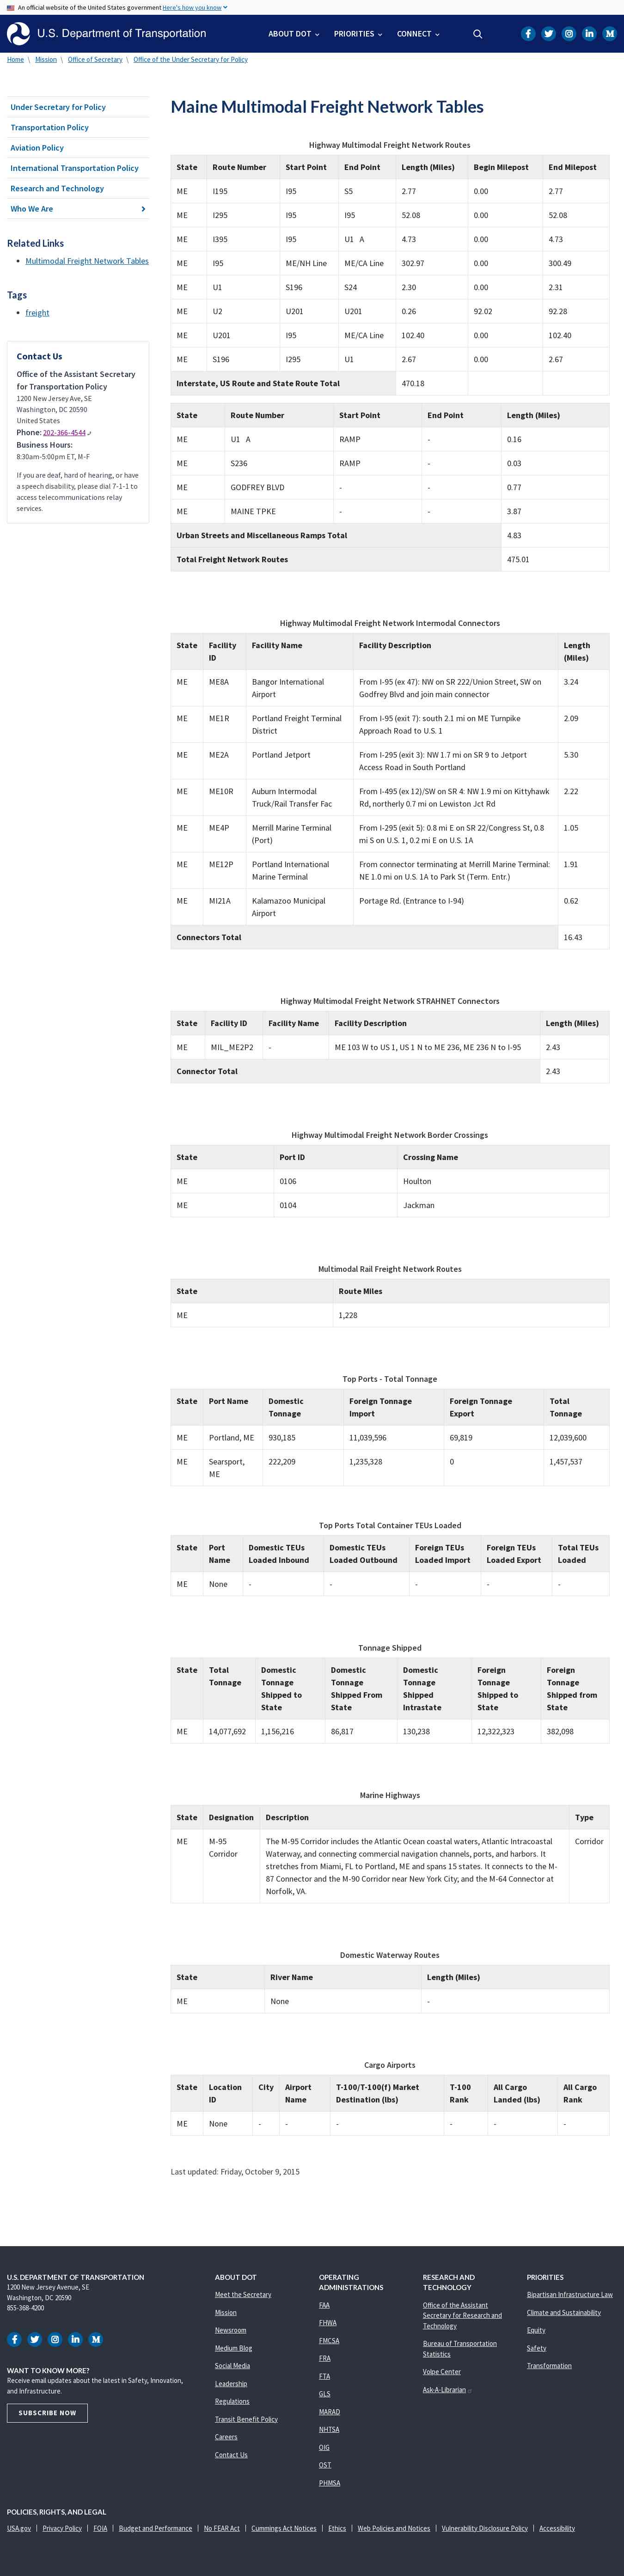 An official website of the United States government Here's how you know
U.S. Department of Transportation
ABOUT DOT PRIORITIES CONNECT
Home \ Mission \ Office of Secretary \ Office of the Under Secretary for Policy
Under Secretary for Policy
Transportation Policy
Aviation Policy
International Transportation Policy
Research and Technology
Who We Are
Related Links
Multimodal Freight Network Tables
Tags
freight
Contact Us
Office of the Assistant Secretary
for Transportation Policy
1200 New Jersey Ave, SE
Washington, DC 20590
United States
Phone: 202-366-4544
Business Hours:
8:30am-5:00pm ET, M-F
If you are deaf, hard of hearing, or have
a speech disability, please dial 7-1-1 to
access telecommunications relay
services.
Maine Multimodal Freight Network Tables
Highway Multimodal Freight Network Routes
State Route Number Start Point End Point Length (Miles) Begin Milepost End Milepost
ME I195 I95 S5 2.77 0.00 2.77
ME I295 I95 I95 52.08 0.00 52.08
ME I395 I95 U1 A 4.73 0.00 4.73
ME I95 ME/NH Line ME/CA Line 302.97 0.00 300.49
ME U1 S196 S24 2.30 0.00 2.31
ME U2 U201 U201 0.26 92.02 92.28
ME U201 I95 ME/CA Line 102.40 0.00 102.40
ME S196 I295 U1 2.67 0.00 2.67
Interstate, US Route and State Route Total 470.18
State Route Number Start Point End Point Length (Miles)
ME U1 A RAMP - 0.16
ME S236 RAMP - 0.03
ME GODFREY BLVD - - 0.77
ME MAINE TPKE - - 3.87
Urban Streets and Miscellaneous Ramps Total 4.83
Total Freight Network Routes 475.01
Highway Multimodal Freight Network Intermodal Connectors
State Facility ID Facility Name Facility Description Length (Miles)
ME ME8A Bangor International Airport From I-95 (ex 47): NW on SR 222/Union Street, SW on Godfrey Blvd and join main connector 3.24
ME ME1R Portland Freight Terminal District From I-95 (exit 7): south 2.1 mi on ME Turnpike Approach Road to U.S. 1 2.09
ME ME2A Portland Jetport From I-295 (exit 3): NW 1.7 mi on SR 9 to Jetport Access Road in South Portland 5.30
ME ME10R Auburn Intermodal Truck/Rail Transfer Fac From I-495 (ex 12)/SW on SR 4: NW 1.9 mi on Kittyhawk Rd, northerly 0.7 mi on Lewiston Jct Rd 2.22
ME ME4P Merrill Marine Terminal (Port) From I-295 (exit 5): 0.8 mi E on SR 22/Congress St, 0.8 mi S on U.S. 1, 0.2 mi E on U.S. 1A 1.05
ME ME12P Portland International Marine Terminal From connector terminating at Merrill Marine Terminal: NE 1.0 mi on U.S. 1A to Park St (Term. Entr.) 1.91
ME MI21A Kalamazoo Municipal Airport Portage Rd. (Entrance to I-94) 0.62
Connectors Total 16.43
Highway Multimodal Freight Network STRAHNET Connectors
State Facility ID Facility Name Facility Description Length (Miles)
ME MIL_ME2P2 - ME 103 W to US 1, US 1 N to ME 236, ME 236 N to I-95 2.43
Connector Total 2.43
Highway Multimodal Freight Network Border Crossings
State Port ID Crossing Name
ME 0106 Houlton
ME 0104 Jackman
Multimodal Rail Freight Network Routes
State Route Miles
ME 1,228
Top Ports - Total Tonnage
State Port Name Domestic Tonnage Foreign Tonnage Import Foreign Tonnage Export Total Tonnage
ME Portland, ME 930,185 11,039,596 69,819 12,039,600
ME Searsport, ME 222,209 1,235,328 0 1,457,537
Top Ports Total Container TEUs Loaded
State Port Name Domestic TEUs Loaded Inbound Domestic TEUs Loaded Outbound Foreign TEUs Loaded Import Foreign TEUs Loaded Export Total TEUs Loaded
ME None - - - - -
Tonnage Shipped
State Total Tonnage Domestic Tonnage Shipped to State Domestic Tonnage Shipped From State Domestic Tonnage Shipped Intrastate Foreign Tonnage Shipped to State Foreign Tonnage Shipped from State
ME 14,077,692 1,156,216 86,817 130,238 12,322,323 382,098
Marine Highways
State Designation Description Type
ME M-95 Corridor The M-95 Corridor includes the Atlantic Ocean coastal waters, Atlantic Intracoastal Waterway, and connecting commercial navigation channels, ports, and harbors. It stretches from Miami, FL to Portland, ME and spans 15 states. It connects to the M-87 Connector and the M-90 Corridor near New York City; and the M-64 Connector at Norfolk, VA. Corridor
Domestic Waterway Routes
State River Name Length (Miles)
ME None -
Cargo Airports
State Location ID City Airport Name T-100/T-100(f) Market Destination (lbs) T-100 Rank All Cargo Landed (lbs) All Cargo Rank
ME None - - - - - -
Last updated: Friday, October 9, 2015
U.S. DEPARTMENT OF TRANSPORTATION
1200 New Jersey Avenue, SE
Washington, DC 20590
855-368-4200
WANT TO KNOW MORE?
Receive email updates about the latest in Safety, Innovation,
and Infrastructure.
SUBSCRIBE NOW
ABOUT DOT
Meet the Secretary
Mission
Newsroom
Medium Blog
Social Media
Leadership
Regulations
Transit Benefit Policy
Careers
Contact Us
OPERATING
ADMINISTRATIONS
FAA
FHWA
FMCSA
FRA
FTA
GLS
MARAD
NHTSA
OIG
OST
PHMSA
RESEARCH AND
TECHNOLOGY
Office of the Assistant
Secretary for Research and
Technology
Bureau of Transportation
Statistics
Volpe Center
Ask-A-Librarian
PRIORITIES
Bipartisan Infrastructure Law
Climate and Sustainability
Equity
Safety
Transformation
POLICIES, RIGHTS, AND LEGAL
USA.gov | Privacy Policy | FOIA | Budget and Performance | No FEAR Act | Cummings Act Notices | Ethics | Web Policies and Notices | Vulnerability Disclosure Policy | Accessibility